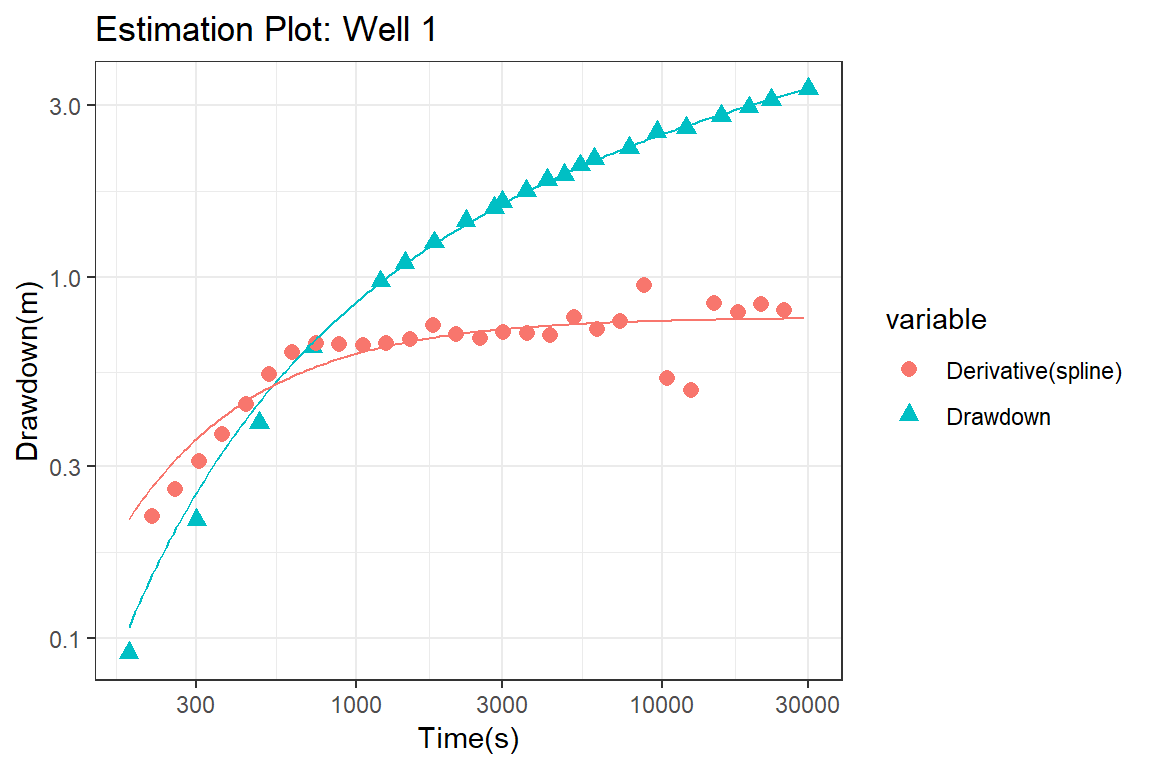 Estimation Plot: Well 1
Drawdown(m)
3.0
1.0
0.3
0.1
300 1000 3000 10000 30000
Time(s)
variable
Derivative(spline)
Drawdown